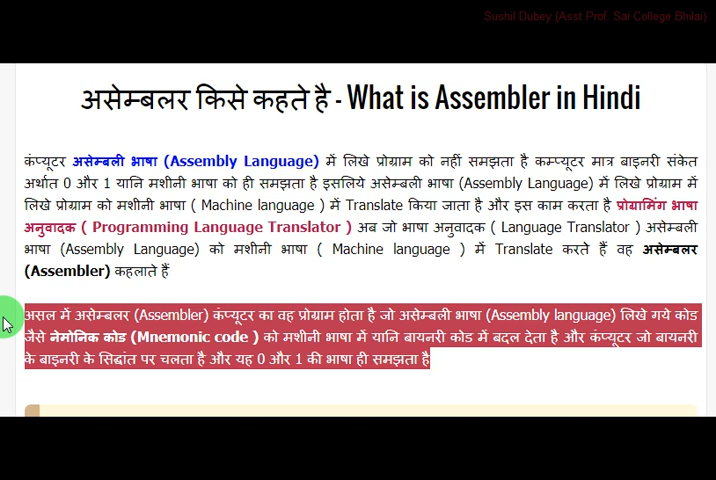 Sushil Dubey (Asst Prof. Sai College Bhilai)
असेम्बलर किसे कहते है - What is Assembler in Hindi
कंप्यूटर असेम्बली भाषा (Assembly Language) में लिखे प्रोग्राम को नहीं समझता है कम्प्यूटर मात्र बाइनरी संकेत
अर्थात 0 और 1 यानि मशीनी भाषा को ही समझता है इसलिये असेम्बली भाषा (Assembly Language) में लिखे प्रोग्राम में
लिखे प्रोग्राम को मशीनी भाषा ( Machine language ) में Translate किया जाता है और इस काम करता है प्रोग्रामिंग भाषा
अनुवादक ( Programming Language Translator ) अब जो भाषा अनुवादक ( Language Translator ) असेम्बली
भाषा (Assembly Language) को मशीनी भाषा ( Machine language ) में Translate करते हैं वह असेम्बलर
(Assembler) कहलाते हैं
असल में असेम्बलर (Assembler) कंप्यूटर का वह प्रोग्राम होता है जो असेम्बली भाषा (Assembly language) लिखे गये कोड
जैसे नेमोनिक कोड (Mnemonic code ) को मशीनी भाषा में यानि बायनरी कोड में बदल देता है और कंप्यूटर जो बायनरी
के बाइनरी के सिद्धांत पर चलता है और यह 0 और 1 की भाषा ही समझता है